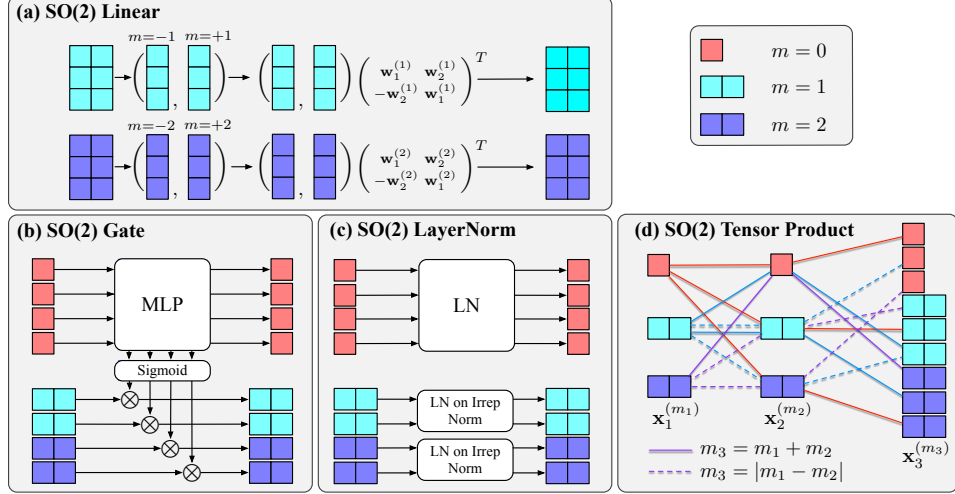 (a) SO(2) Linear
m=−1 m=+1
( , ) ( , ) ( w₁⁽¹⁾ w₂⁽¹⁾ −w₂⁽¹⁾ w₁⁽¹⁾ )ᵀ
m=−2 m=+2
( , ) ( , ) ( w₁⁽²⁾ w₂⁽²⁾ −w₂⁽²⁾ w₁⁽²⁾ )ᵀ
m = 0
m = 1
m = 2
(b) SO(2) Gate
MLP
Sigmoid
(c) SO(2) LayerNorm
LN
LN on Irrep
Norm
LN on Irrep
Norm
(d) SO(2) Tensor Product
x₁^(m₁)
x₂^(m₂)
x₃^(m₃)
m₃ = m₁ + m₂
m₃ = |m₁ − m₂|